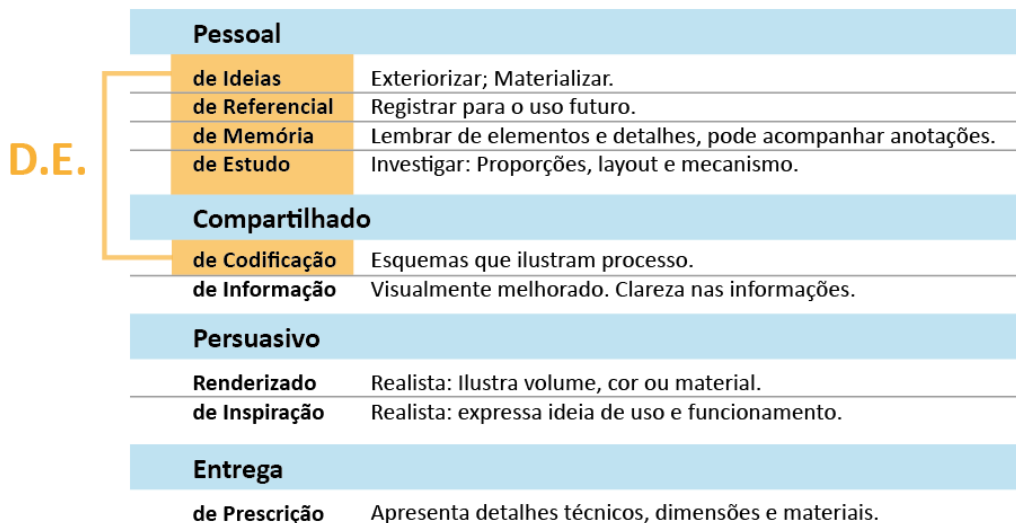 Pessoal
de Ideias Exteriorizar; Materializar.
de Referencial Registrar para o uso futuro.
de Memória Lembrar de elementos e detalhes, pode acompanhar anotações.
D.E.
de Estudo Investigar: Proporções, layout e mecanismo.
Compartilhado
de Codificação Esquemas que ilustram processo.
de Informação Visualmente melhorado. Clareza nas informações.
Persuasivo
Renderizado Realista: Ilustra volume, cor ou material.
de Inspiração Realista: expressa ideia de uso e funcionamento.
Entrega
de Prescrição Apresenta detalhes técnicos, dimensões e materiais.